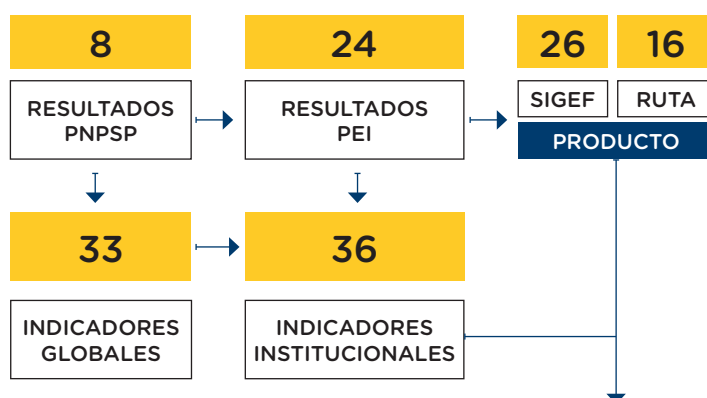 8
24
26
16
RESULTADOS
PNPSP
RESULTADOS
PEI
SIGEF
RUTA
PRODUCTO
33
36
INDICADORES
GLOBALES
INDICADORES
INSTITUCIONALES